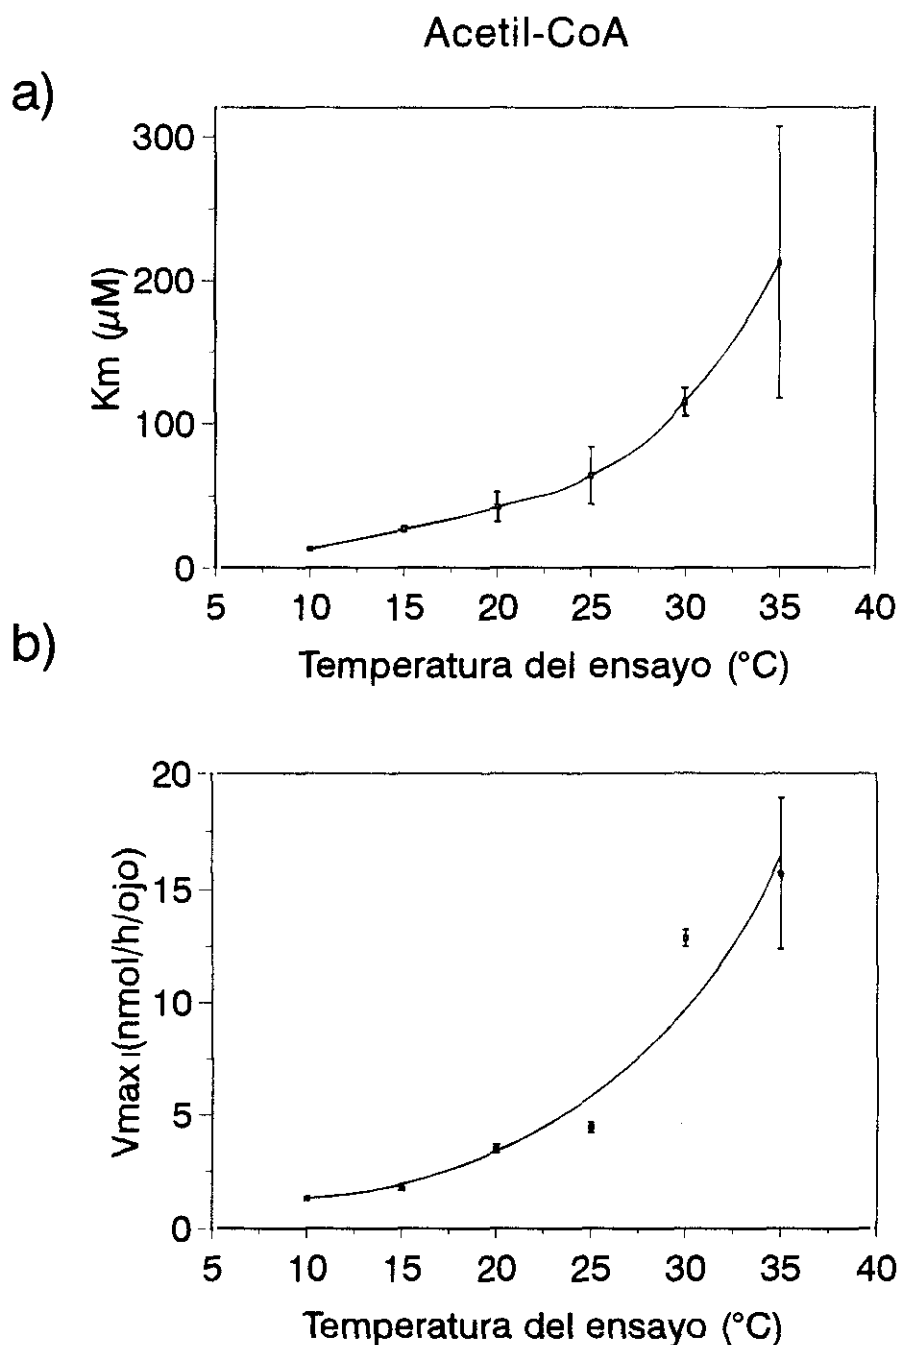 Acetil-CoA
a)
300
200
100
0
Km (μM)
5 10 15 20 25 30 35 40
Temperatura del ensayo (°C)
b)
20
15
10
5
0
Vmax (nmol/h/ojo)
5 10 15 20 25 30 35 40
Temperatura del ensayo (°C)